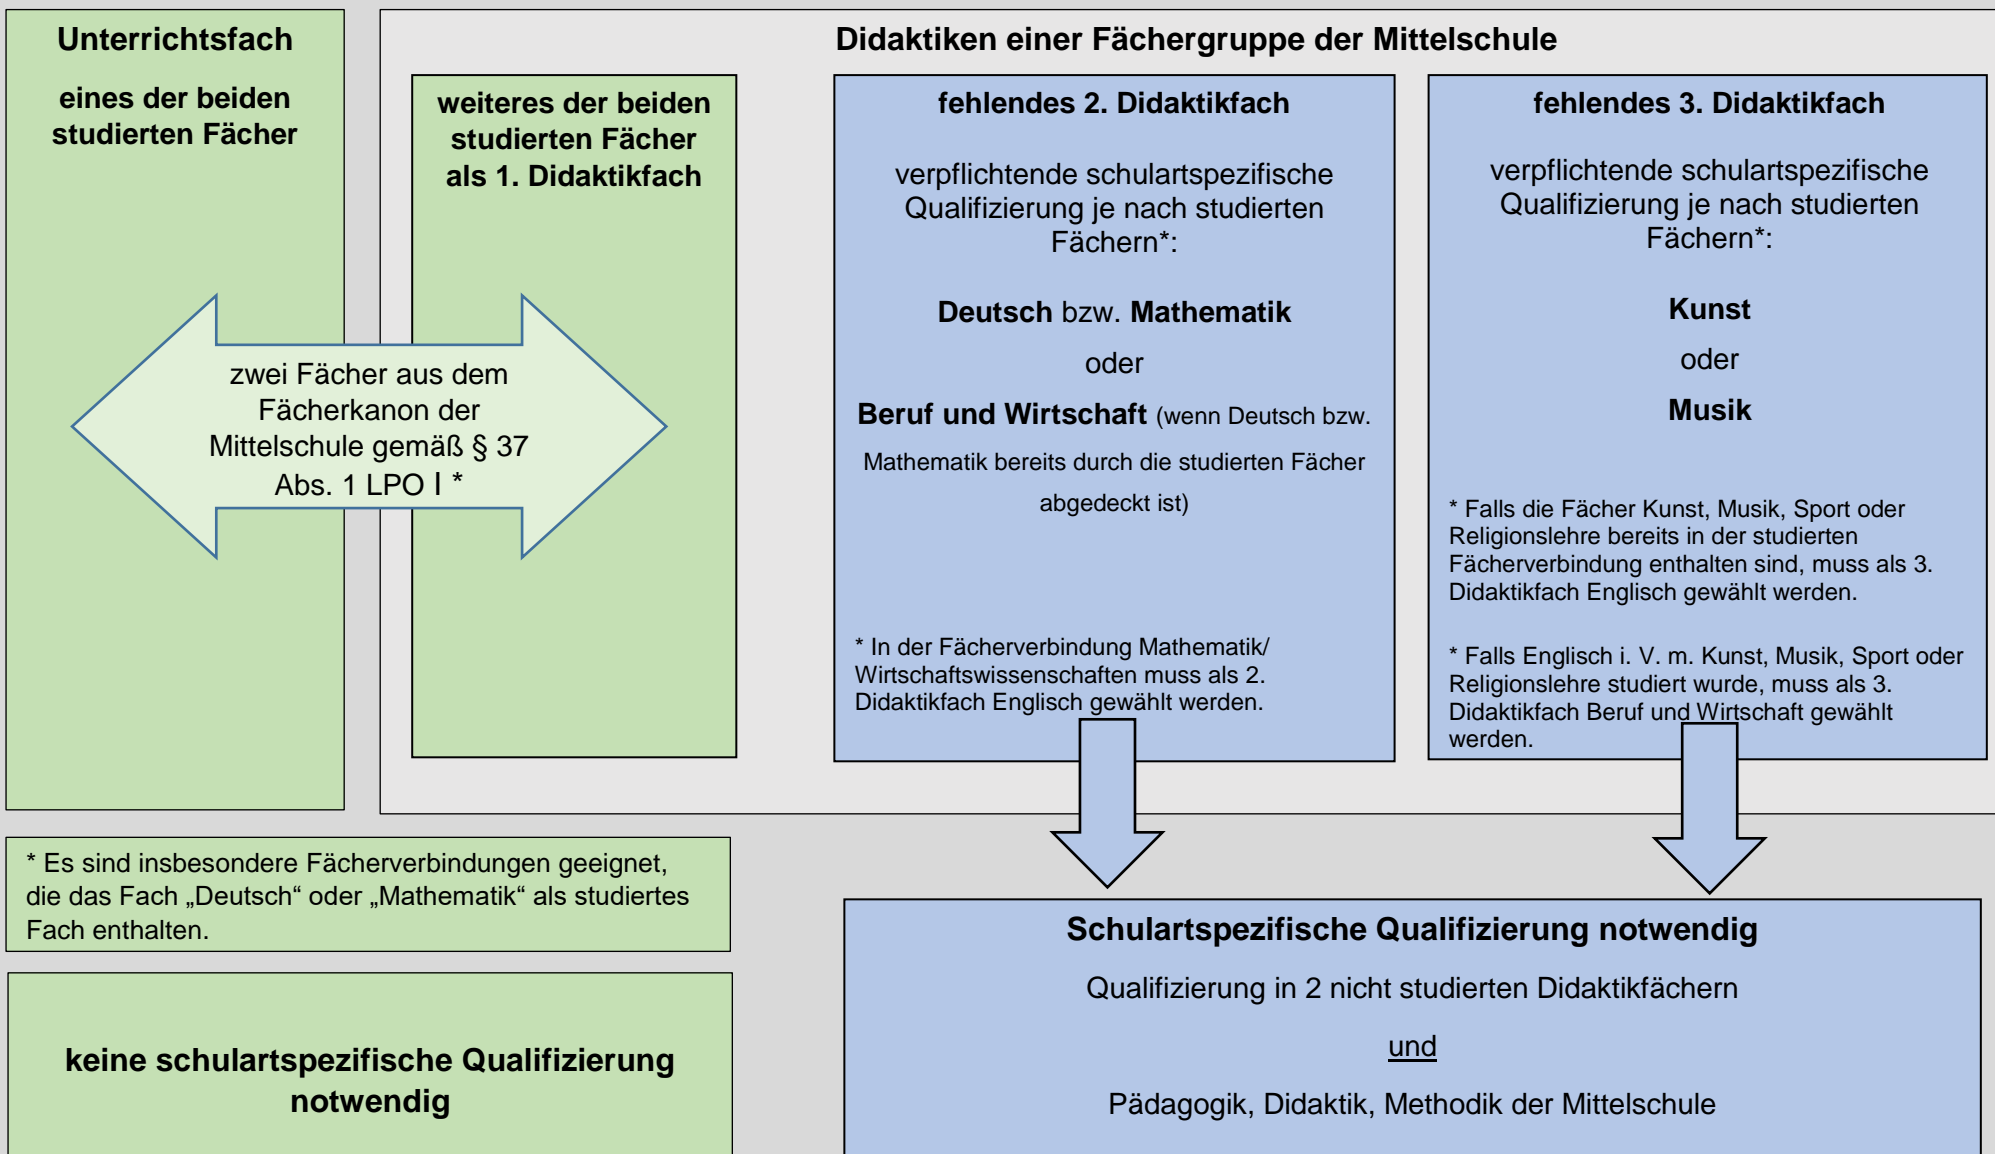 Unterrichtsfach
eines der beiden
studierten Fächer
Didaktiken einer Fächergruppe der Mittelschule
weiteres der beiden
studierten Fächer
als 1. Didaktikfach
zwei Fächer aus dem
Fächerkanon der
Mittelschule gemäß § 37
Abs. 1 LPO I *
fehlendes 2. Didaktikfach
verpflichtende schulartspezifische
Qualifizierung je nach studierten
Fächern*:
Deutsch bzw. Mathematik
oder
Beruf und Wirtschaft (wenn Deutsch bzw.
Mathematik bereits durch die studierten Fächer
abgedeckt ist)
* In der Fächerverbindung Mathematik/
Wirtschaftswissenschaften muss als 2.
Didaktikfach Englisch gewählt werden.
fehlendes 3. Didaktikfach
verpflichtende schulartspezifische
Qualifizierung je nach studierten
Fächern*:
Kunst
oder
Musik
* Falls die Fächer Kunst, Musik, Sport oder
Religionslehre bereits in der studierten
Fächerverbindung enthalten sind, muss als 3.
Didaktikfach Englisch gewählt werden.
* Falls Englisch i. V. m. Kunst, Musik, Sport oder
Religionslehre studiert wurde, muss als 3.
Didaktikfach Beruf und Wirtschaft gewählt
werden.
* Es sind insbesondere Fächerverbindungen geeignet,
die das Fach „Deutsch“ oder „Mathematik“ als studiertes
Fach enthalten.
keine schulartspezifische Qualifizierung
notwendig
Schulartspezifische Qualifizierung notwendig
Qualifizierung in 2 nicht studierten Didaktikfächern
und
Pädagogik, Didaktik, Methodik der Mittelschule